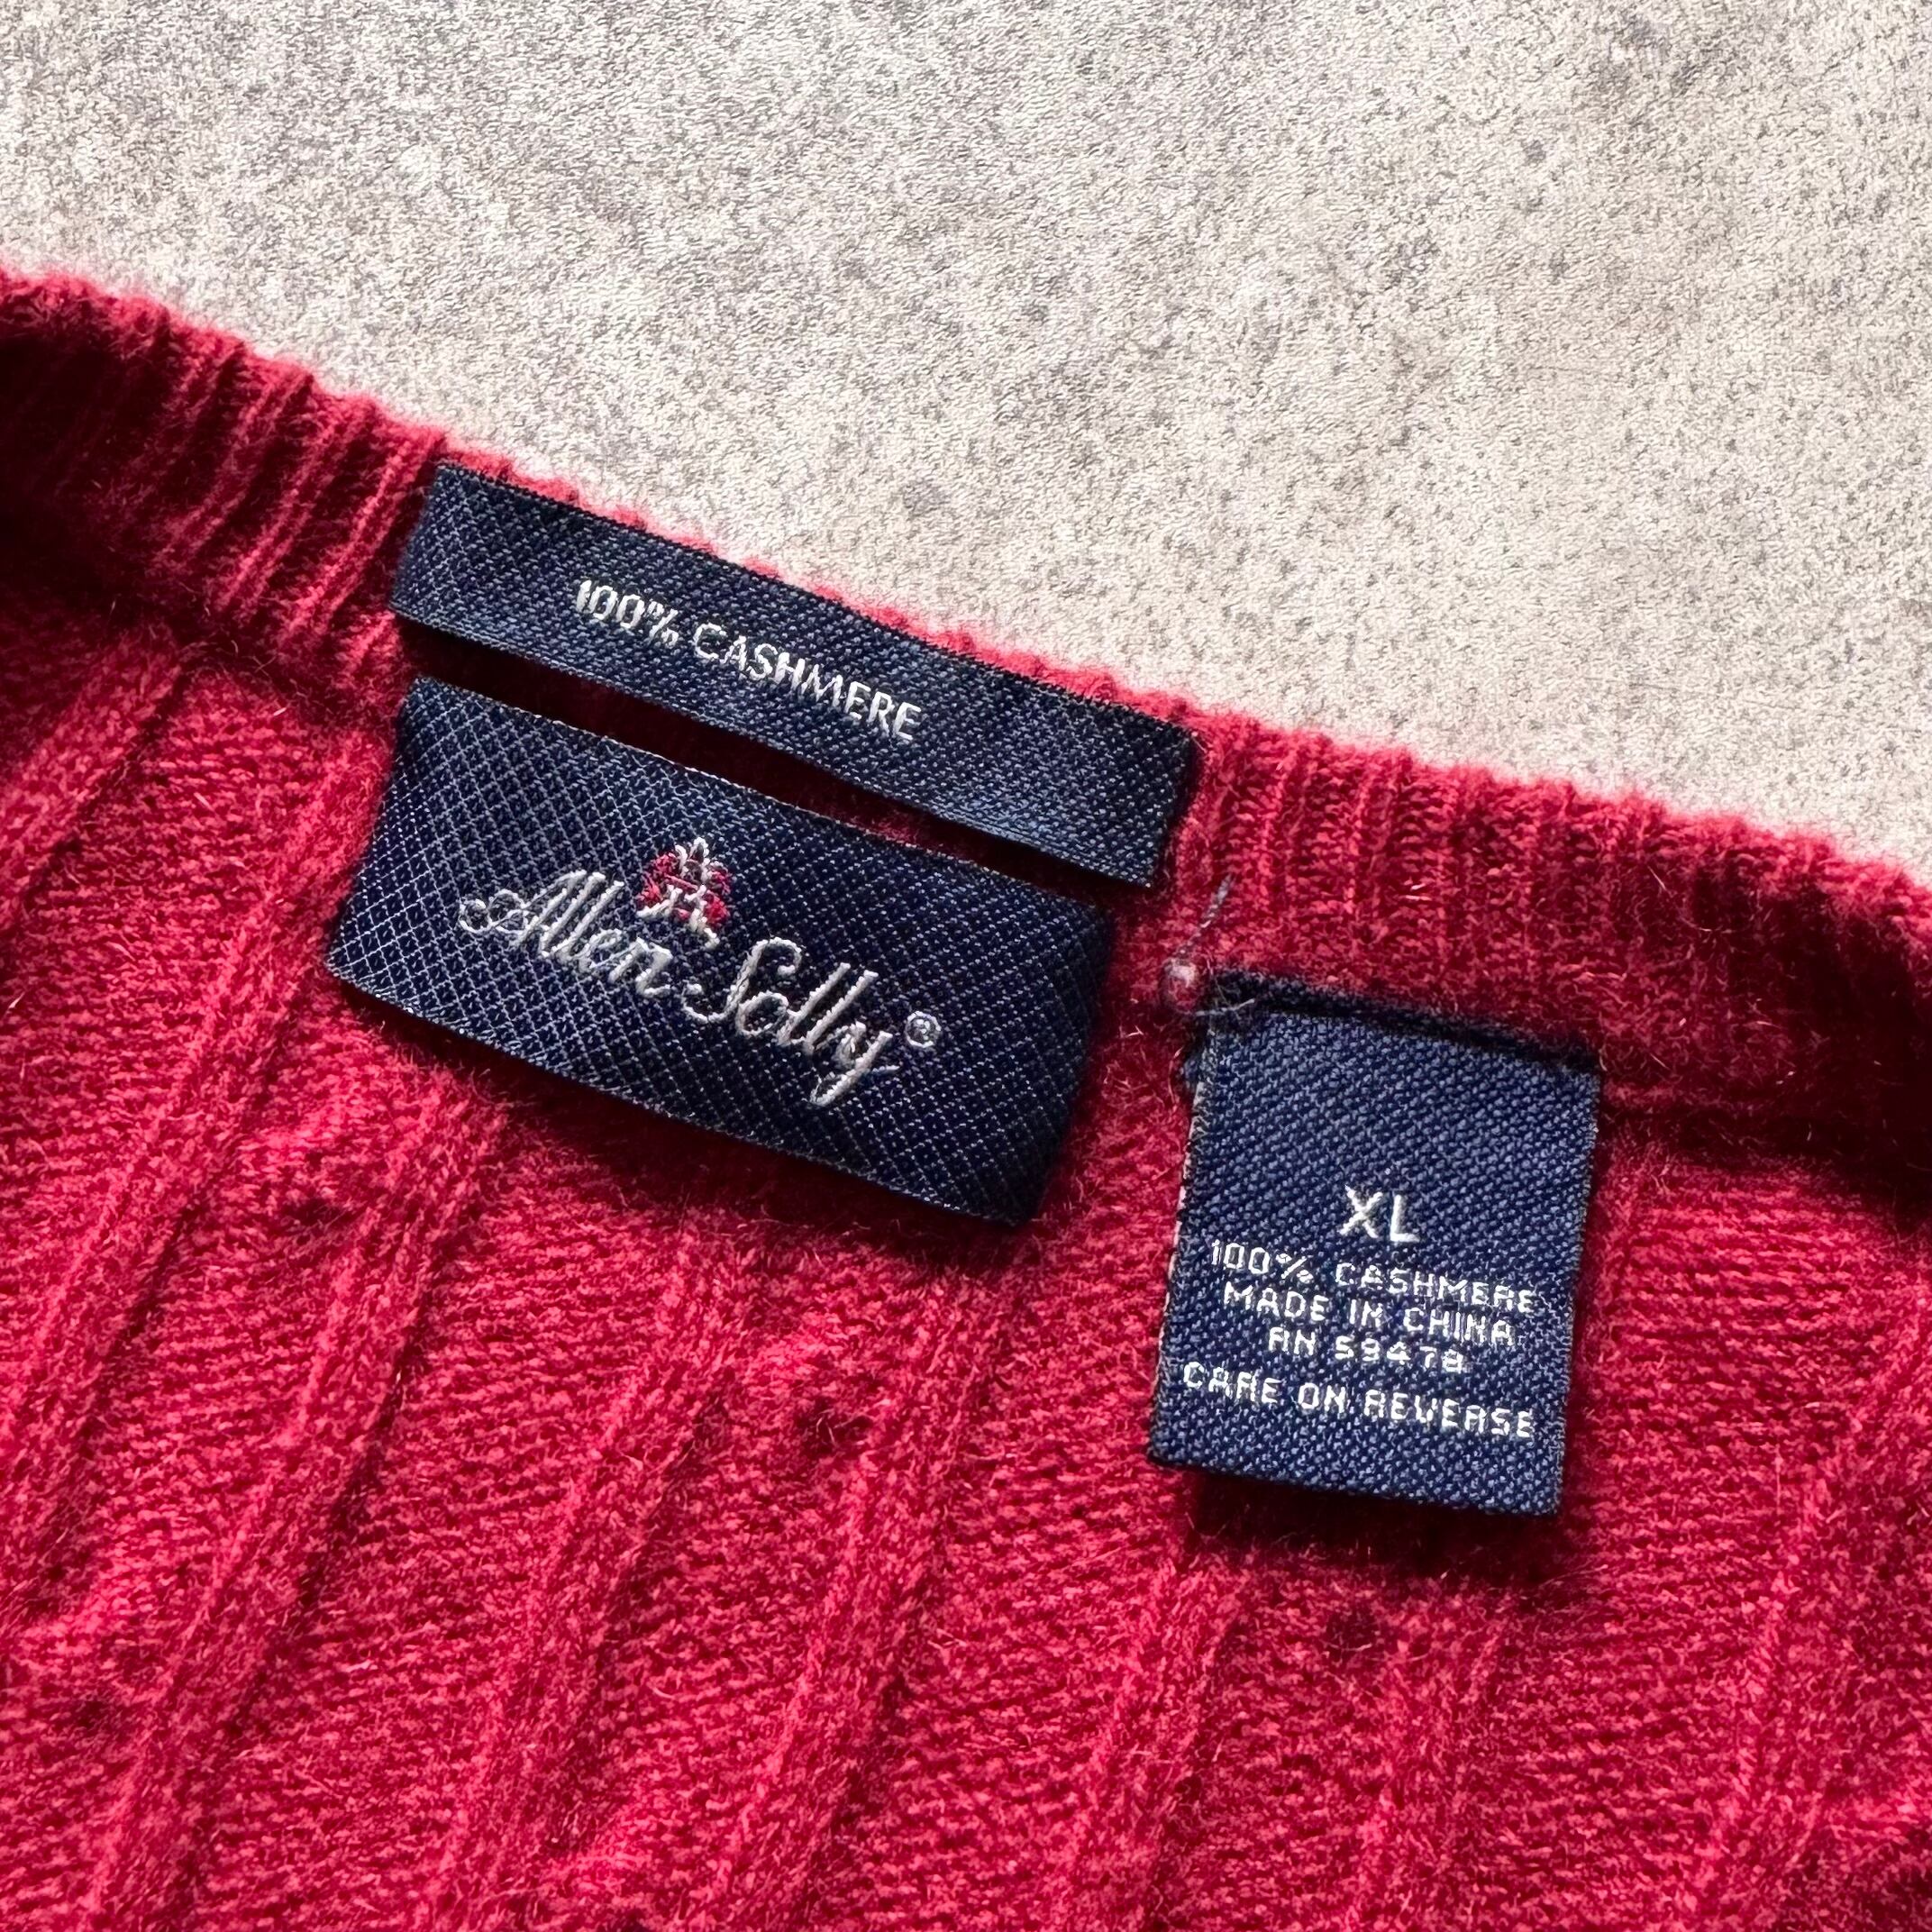 100% CASHMERE
Allen Solly®
XL
100% CASHMERE
MADE IN CHINA
RN 59478
CARE ON REVERSE